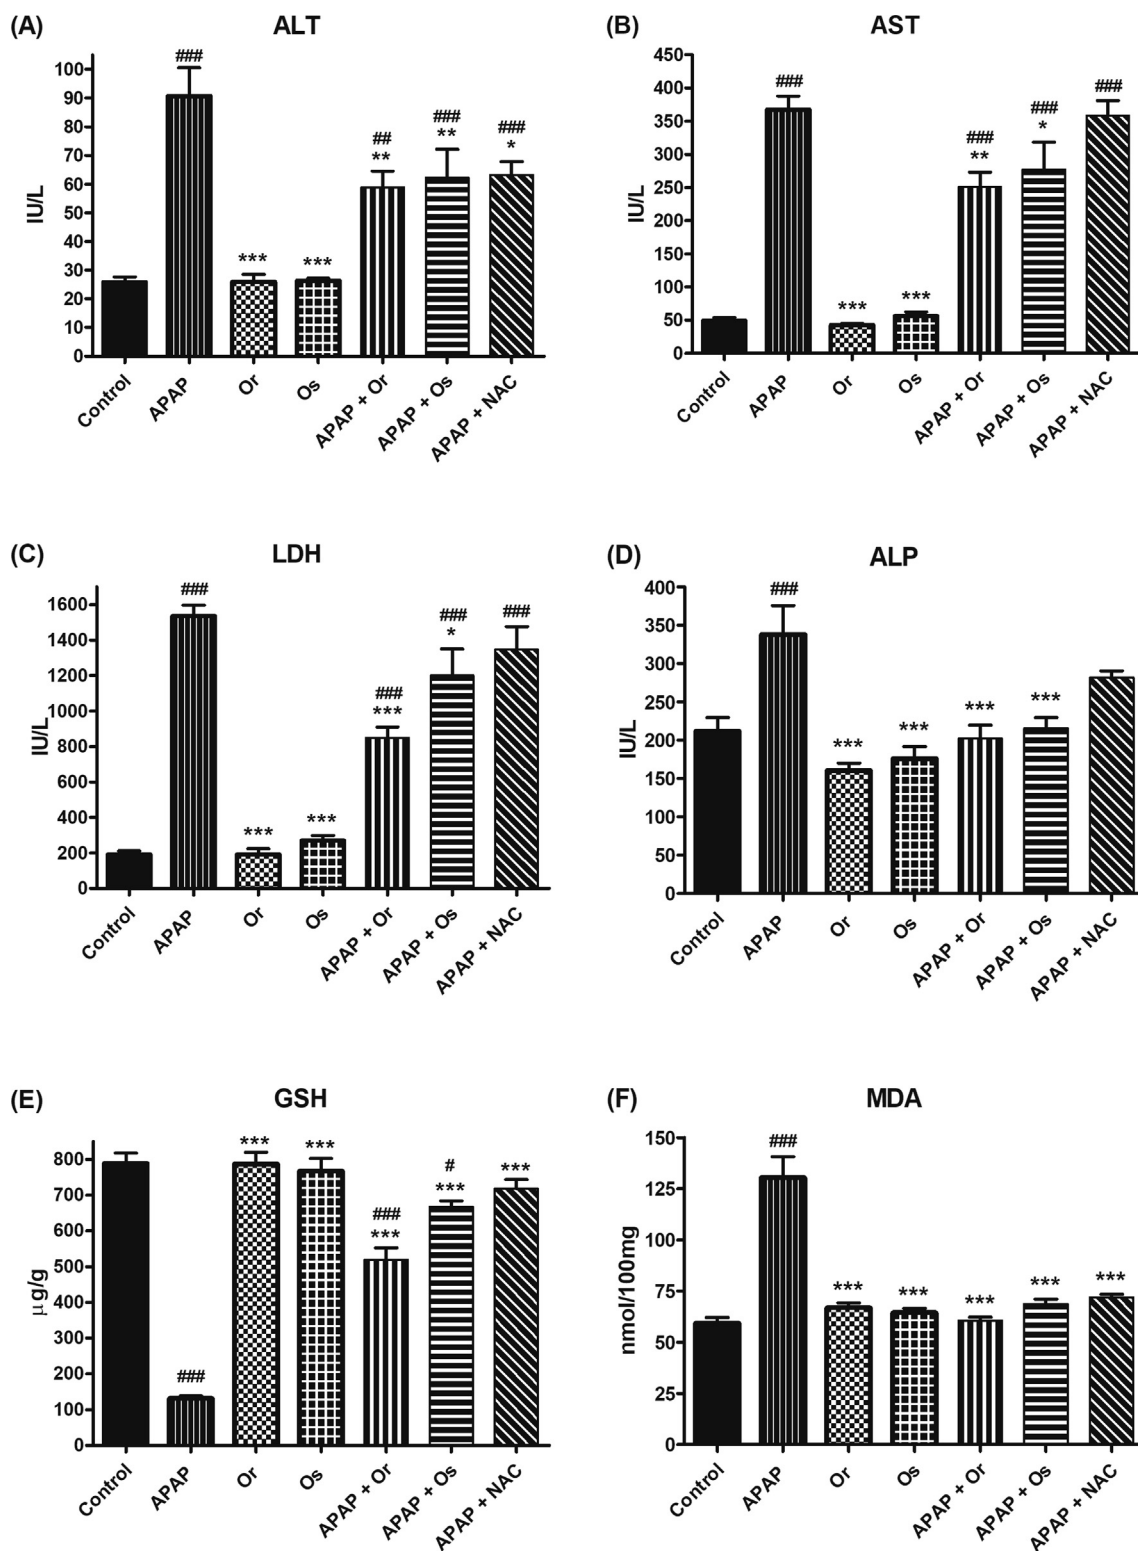 (A) ALT
###
##
###
###
**
**
*
***
***
IU/L
100
90
80
70
60
50
40
30
20
10
0
Control
APAP
Or
Os
APAP + Or
APAP + Os
APAP + NAC
(B) AST
###
###
###
###
**
*
***
***
IU/L
450
400
350
300
250
200
150
100
50
0
Control
APAP
Or
Os
APAP + Or
APAP + Os
APAP + NAC
(C) LDH
###
###
###
###
***
*
***
***
IU/L
1600
1400
1200
1000
800
600
400
200
0
Control
APAP
Or
Os
APAP + Or
APAP + Os
APAP + NAC
(D) ALP
###
***
***
***
***
IU/L
400
350
300
250
200
150
100
50
0
Control
APAP
Or
Os
APAP + Or
APAP + Os
APAP + NAC
(E) GSH
###
***
***
###
***
#
***
***
µg/g
800
700
600
500
400
300
200
100
0
Control
APAP
Or
Os
APAP + Or
APAP + Os
APAP + NAC
(F) MDA
###
***
***
***
***
***
nmol/100mg
150
125
100
75
50
25
0
Control
APAP
Or
Os
APAP + Or
APAP + Os
APAP + NAC